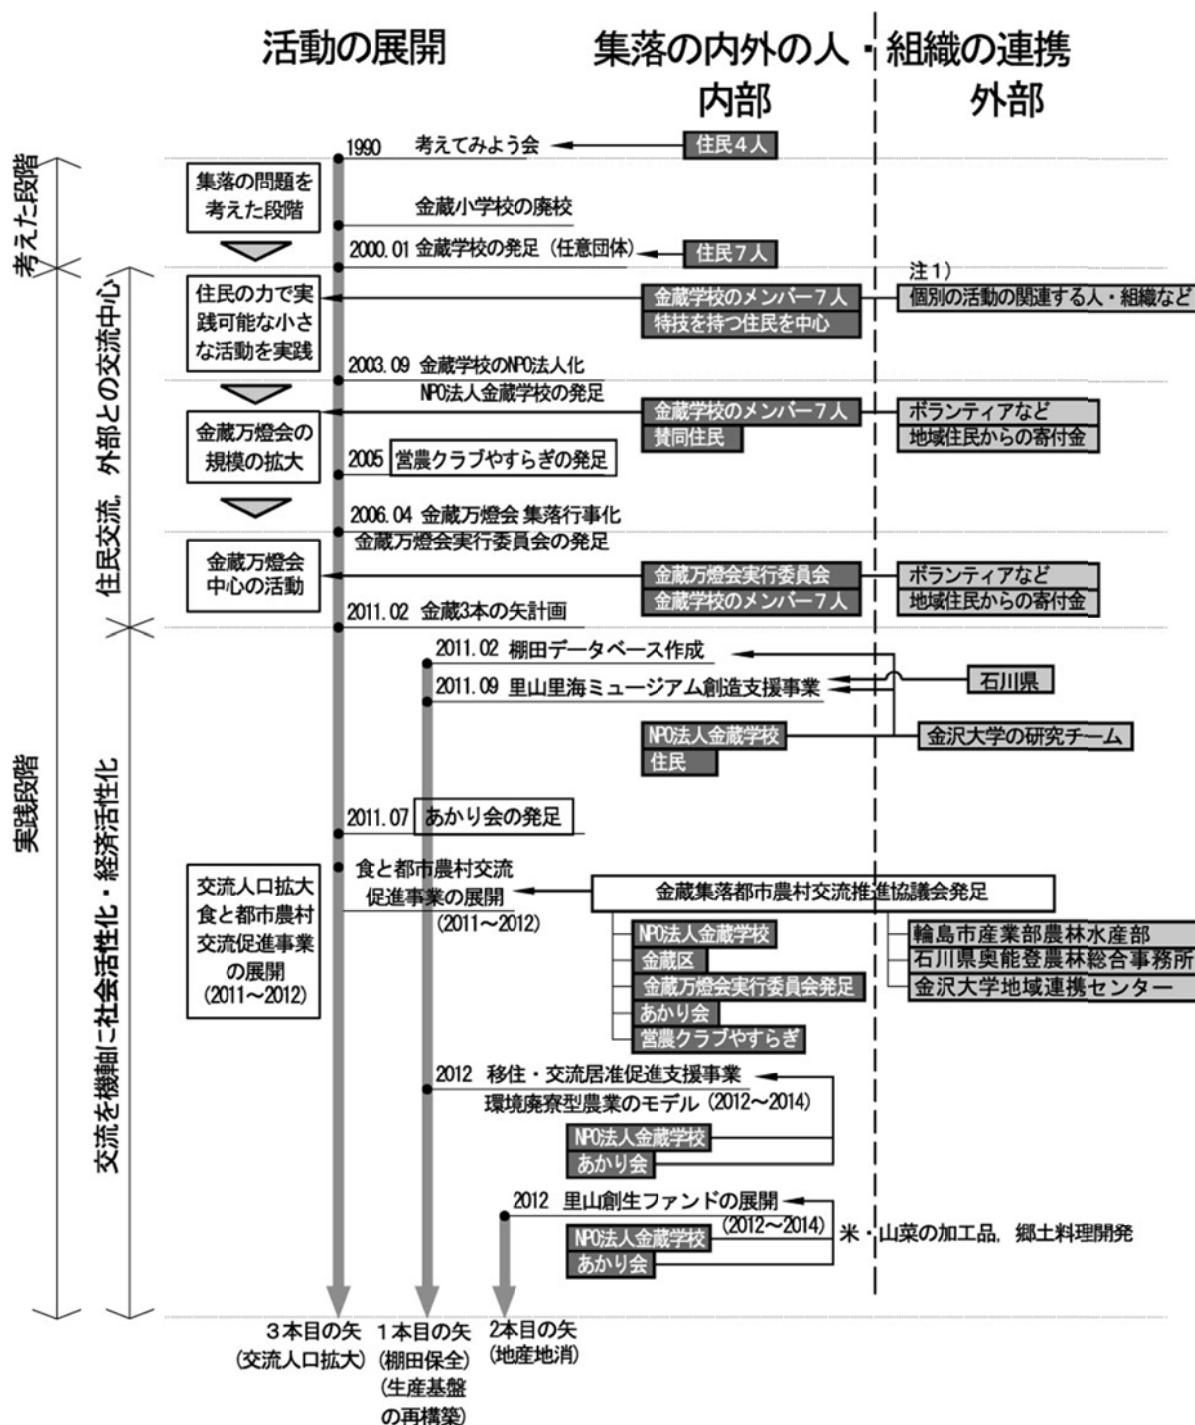 活動の展開
集落の内外の人・組織の連携
内部
外部
考えた段階
実践段階
住民交流, 外部との交流中心
交流を機軸に社会活性化・経済活性化
1990 考えてみよう会
住民4人
集落の問題を
考えた段階
金蔵小学校の廃校
2000.01 金蔵学校の発足 (任意団体)
住民7人
住民の力で実
践可能な小さ
な活動を実践
金蔵学校のメンバー7人
特技を持つ住民を中心
注1)
個別の活動の関連する人・組織など
2003.09 金蔵学校のNPO法人化
NPO法人金蔵学校の発足
金蔵万燈会の
規模の拡大
金蔵学校のメンバー7人
賛同住民
ボランティアなど
地域住民からの寄付金
2005 営農クラブやすらぎの発足
2006.04 金蔵万燈会 集落行事化
金蔵万燈会実行委員会の発足
金蔵万燈会
中心の活動
金蔵万燈会実行委員会
金蔵学校のメンバー7人
ボランティアなど
地域住民からの寄付金
2011.02 金蔵3本の矢計画
2011.02 棚田データベース作成
2011.09 里山里海ミュージアム創造支援事業
石川県
NPO法人金蔵学校
住民
金沢大学の研究チーム
2011.07 あかり会の発足
食と都市農村交流
促進事業の展開
(2011～2012)
交流人口拡大
食と都市農村
交流促進事業
の展開
(2011～2012)
金蔵集落都市農村交流推進協議会発足
NPO法人金蔵学校
金蔵区
金蔵万燈会実行委員会発足
あかり会
営農クラブやすらぎ
輪島市産業部農林水産部
石川県奥能登農林総合事務所
金沢大学地域連携センター
2012 移住・交流居准促進支援事業
環境廃寮型農業のモデル (2012～2014)
NPO法人金蔵学校
あかり会
2012 里山創生ファンドの展開
(2012～2014)
NPO法人金蔵学校
あかり会
米・山菜の加工品, 郷土料理開発
3本目の矢
(交流人口拡大)
1本目の矢
(棚田保全)
(生産基盤
の再構築)
2本目の矢
(地産地消)